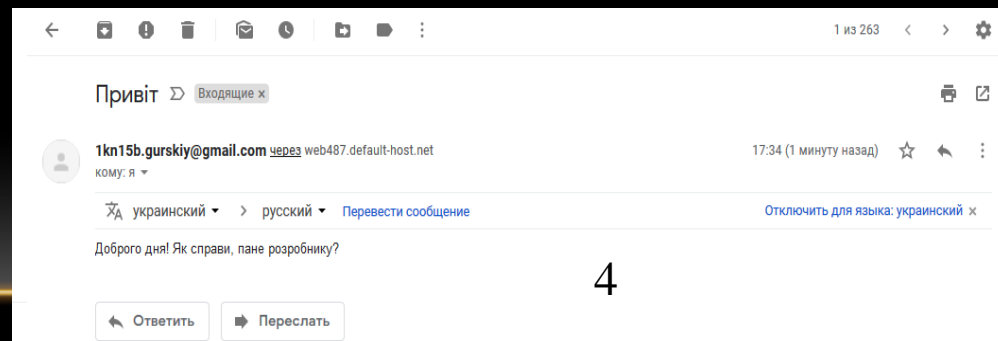 1 из 263
Привіт Входящие ×
1kn15b.gurskiy@gmail.com через web487.default-host.net 17:34 (1 минуту назад)
кому: я
украинский > русский Перевести сообщение Отключить для языка: украинский ×
Доброго дня! Як справи, пане розробнику?
4
Ответить Переслать